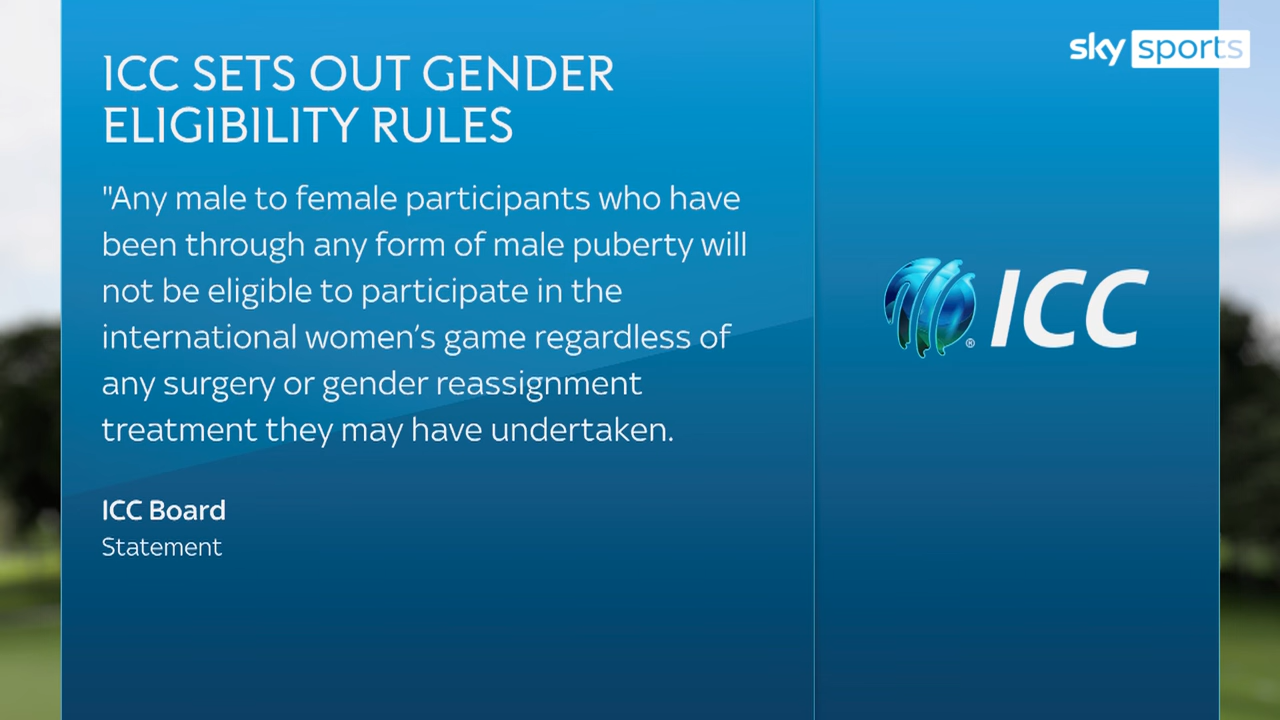 sky sports
ICC SETS OUT GENDER
ELIGIBILITY RULES
"Any male to female participants who have
been through any form of male puberty will
not be eligible to participate in the
international women’s game regardless of
any surgery or gender reassignment
treatment they may have undertaken.
ICC Board
Statement
ICC
®